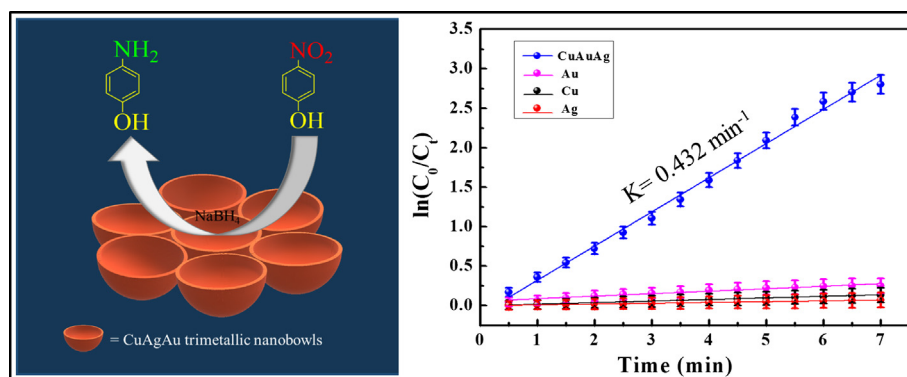 NH₂
NO₂
OH
OH
NaBH₄
= CuAgAu trimetallic nanobowls
ln(C₀/Cₜ)
3.0
2.5
2.0
1.5
1.0
0.5
0.0
CuAuAg
Au
Cu
Ag
K= 0.432 min⁻¹
0 1 2 3 4 5 6 7
Time (min)